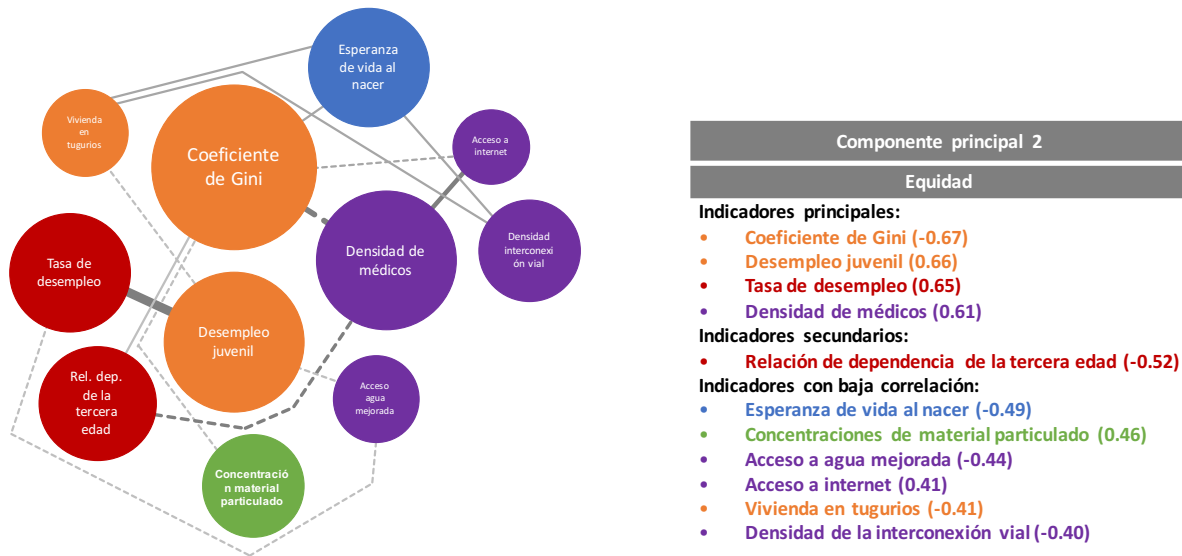 Esperanza
de vida al
nacer
Vivienda
en
tugurios
Acceso a
internet
Coeficiente
de Gini
Densidad
interconexi
ón vial
Densidad de
médicos
Tasa de
desempleo
Desempleo
juvenil
Rel. dep.
de la
tercera
edad
Acceso
agua
mejorada
Concentració
n material
particulado
Componente principal 2
Equidad
Indicadores principales:
• Coeficiente de Gini (-0.67)
• Desempleo juvenil (0.66)
• Tasa de desempleo (0.65)
• Densidad de médicos (0.61)
Indicadores secundarios:
• Relación de dependencia de la tercera edad (-0.52)
Indicadores con baja correlación:
• Esperanza de vida al nacer (-0.49)
• Concentraciones de material particulado (0.46)
• Acceso a agua mejorada (-0.44)
• Acceso a internet (0.41)
• Vivienda en tugurios (-0.41)
• Densidad de la interconexión vial (-0.40)